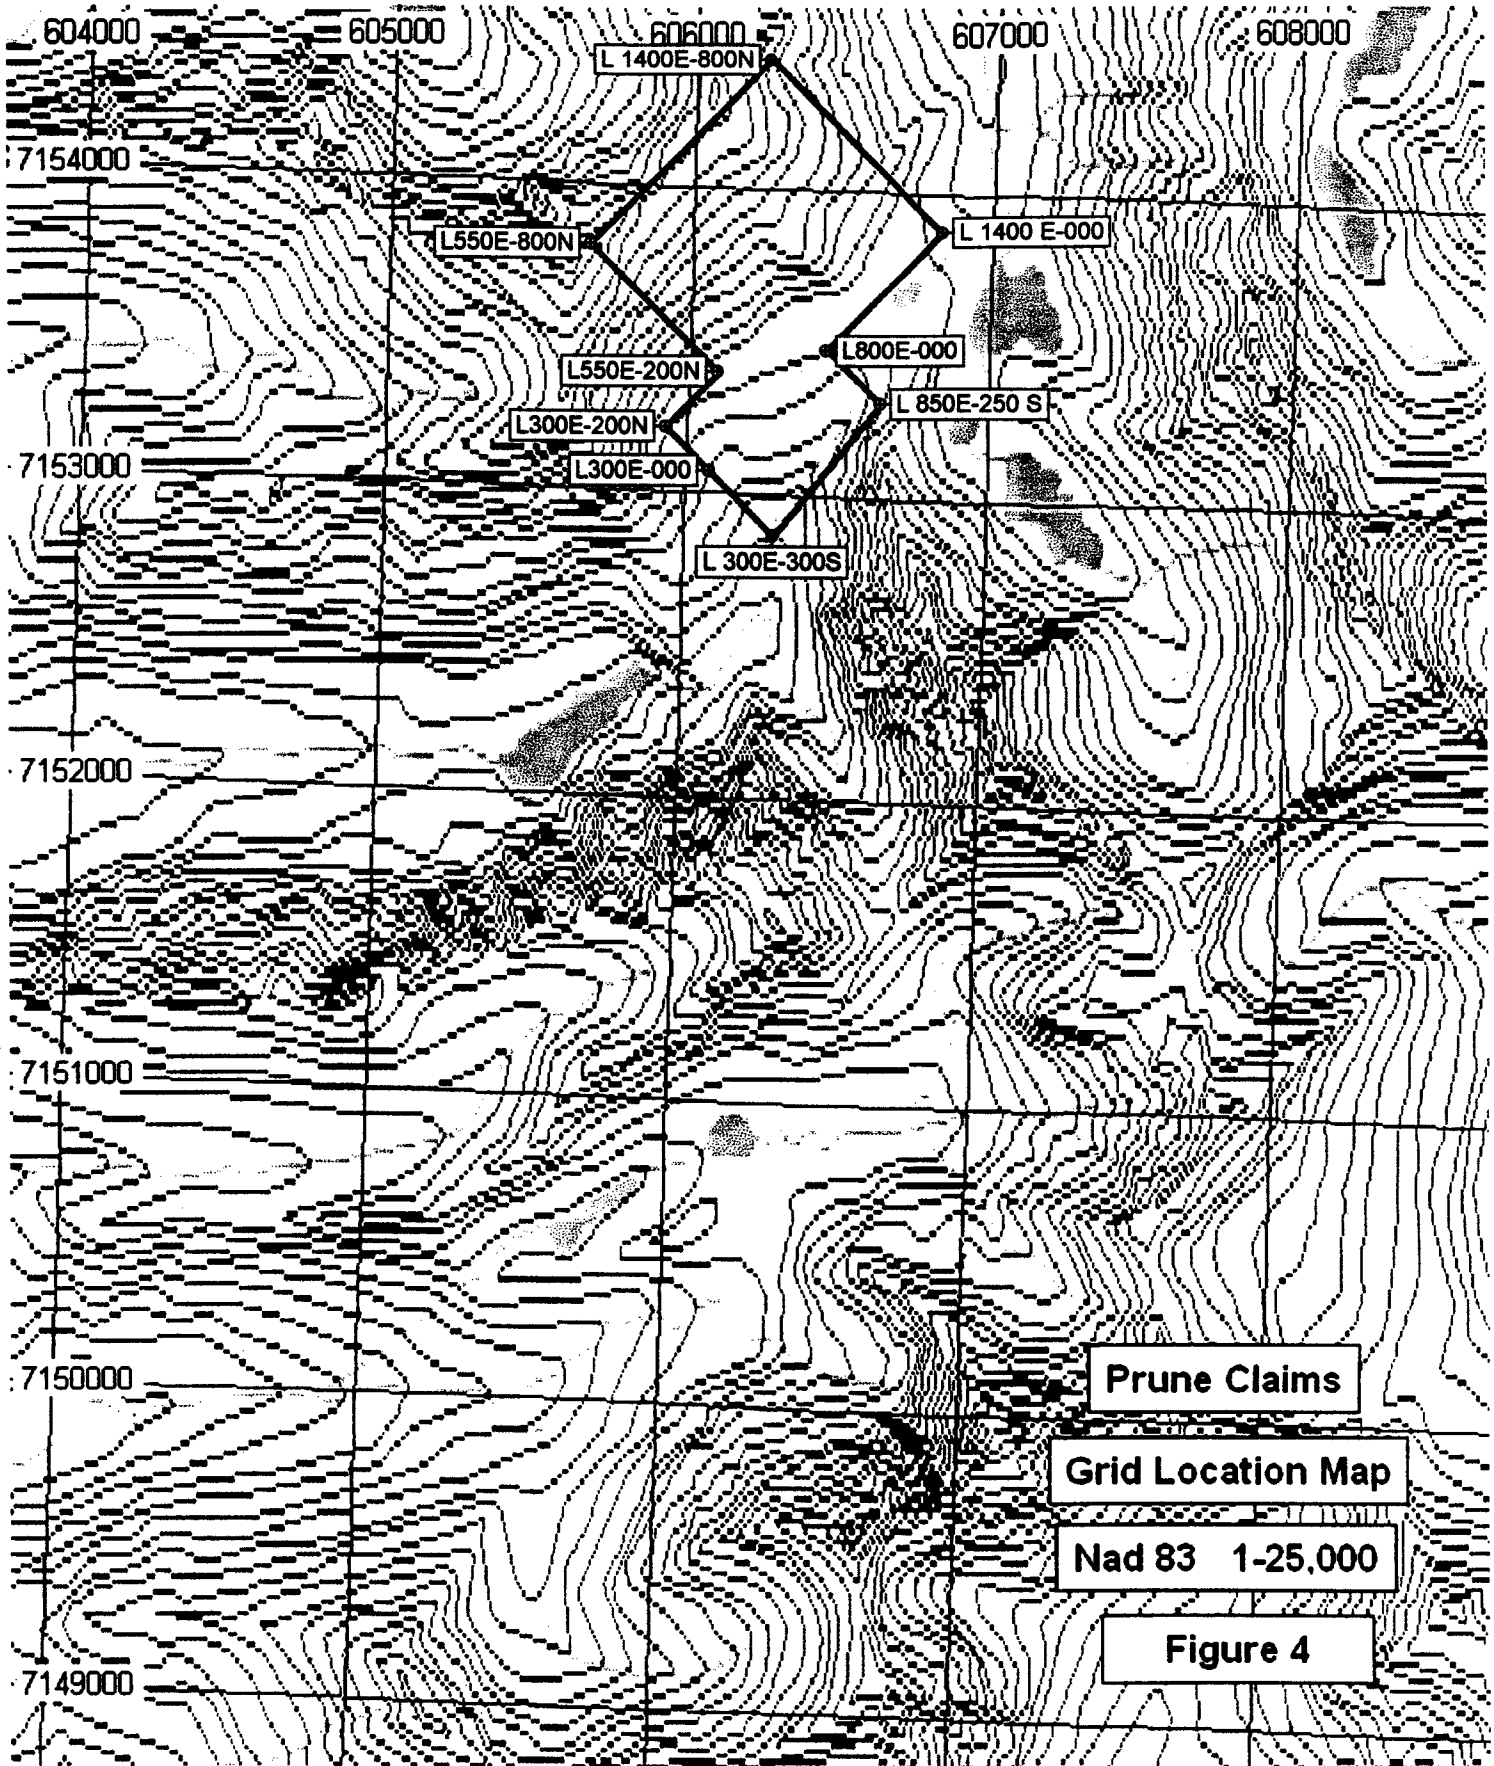 604000 605000 606000 607000 608000
L 1400E-800N
7154000
L550E-800N
L 1400 E-000
L800E-000
L550E-200N
L 850E-250 S
L300E-200N
7153000
L300E-000
L 300E-300S
7152000
7151000
7150000
Prune Claims
Grid Location Map
Nad 83 1-25,000
Figure 4
7149000